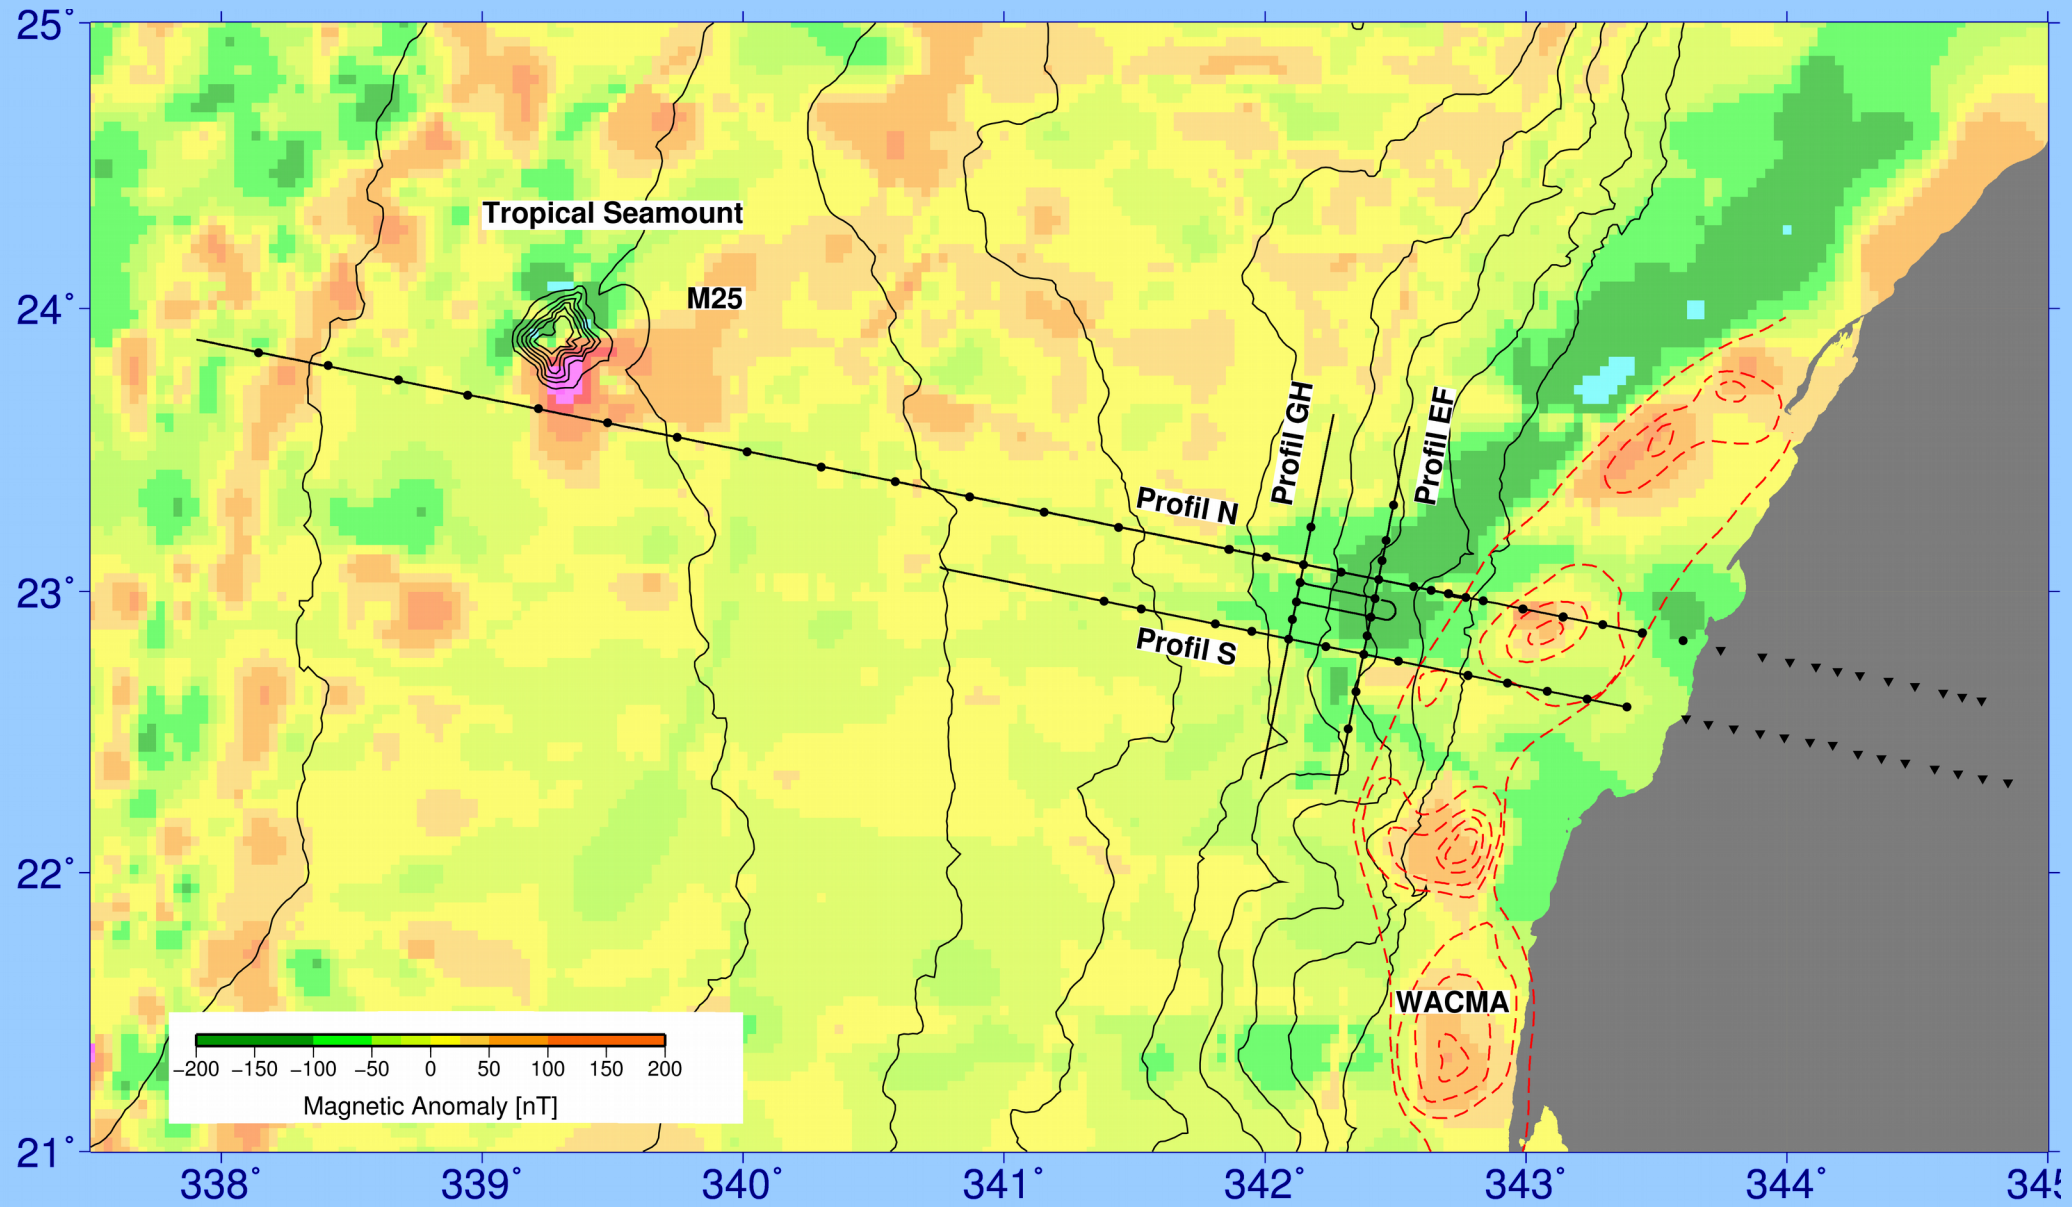 25°
Tropical Seamount
24°
M25
Profil GH
Profil EF
Profil N
23°
Profil S
22°
WACMA
−200 −150 −100 −50 0 50 100 150 200
Magnetic Anomaly [nT]
21°
338° 339° 340° 341° 342° 343° 344°